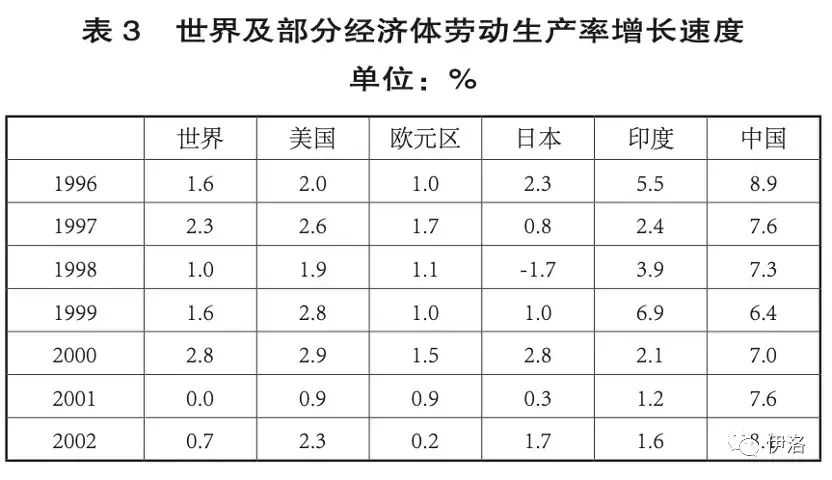 表 3 世界及部分经济体劳动生产率增长速度
单位：%
世界 美国 欧元区 日本 印度 中国
1996 1.6 2.0 1.0 2.3 5.5 8.9
1997 2.3 2.6 1.7 0.8 2.4 7.6
1998 1.0 1.9 1.1 -1.7 3.9 7.3
1999 1.6 2.8 1.0 1.0 6.9 6.4
2000 2.8 2.9 1.5 2.8 2.1 7.0
2001 0.0 0.9 0.9 0.3 1.2 7.6
2002 0.7 2.3 0.2 1.7 1.6
伊洛